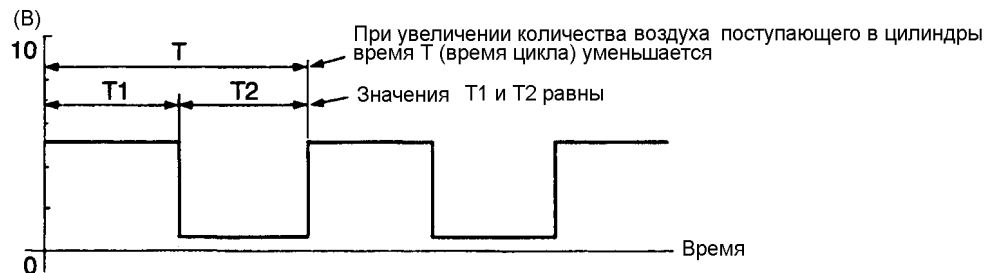 (В)
10
При увеличении количества воздуха поступающего в цилиндры
время Т (время цикла) уменьшается
T
T1
T2
Значения T1 и T2 равны
Время
0